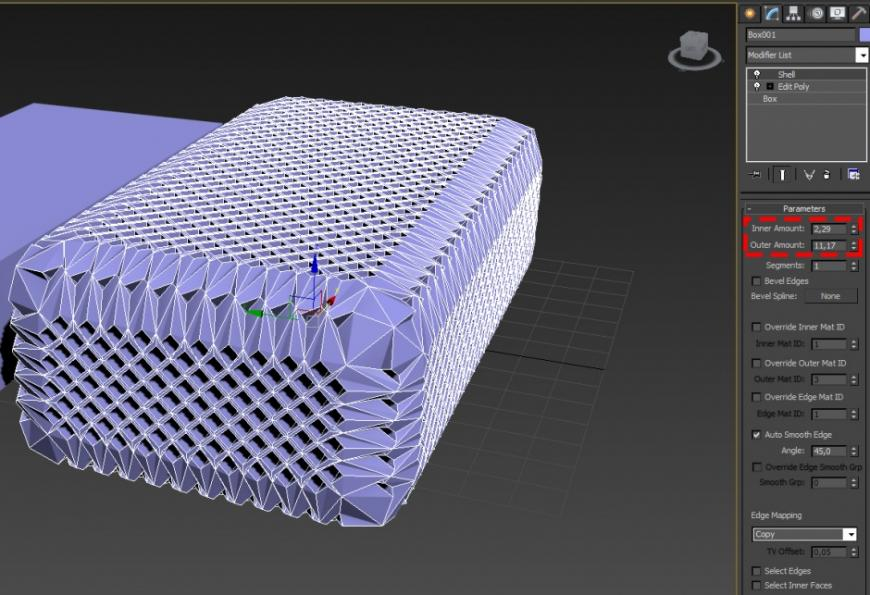 Box001
Modifier List
Shell
Edit Poly
Box
Parameters
Inner Amount: 2,29
Outer Amount: 11,17
Segments: 1
Bevel Edges
Bevel Spline: None
Override Inner Mat ID
Inner Mat ID: 1
Override Outer Mat ID
Outer Mat ID: 3
Override Edge Mat ID
Edge Mat ID: 1
Auto Smooth Edge
Angle: 45,0
Override Edge Smooth Grp
Smooth Grp: 0
Edge Mapping
Copy
TV Offset: 0,05
Select Edges
Select Inner Faces